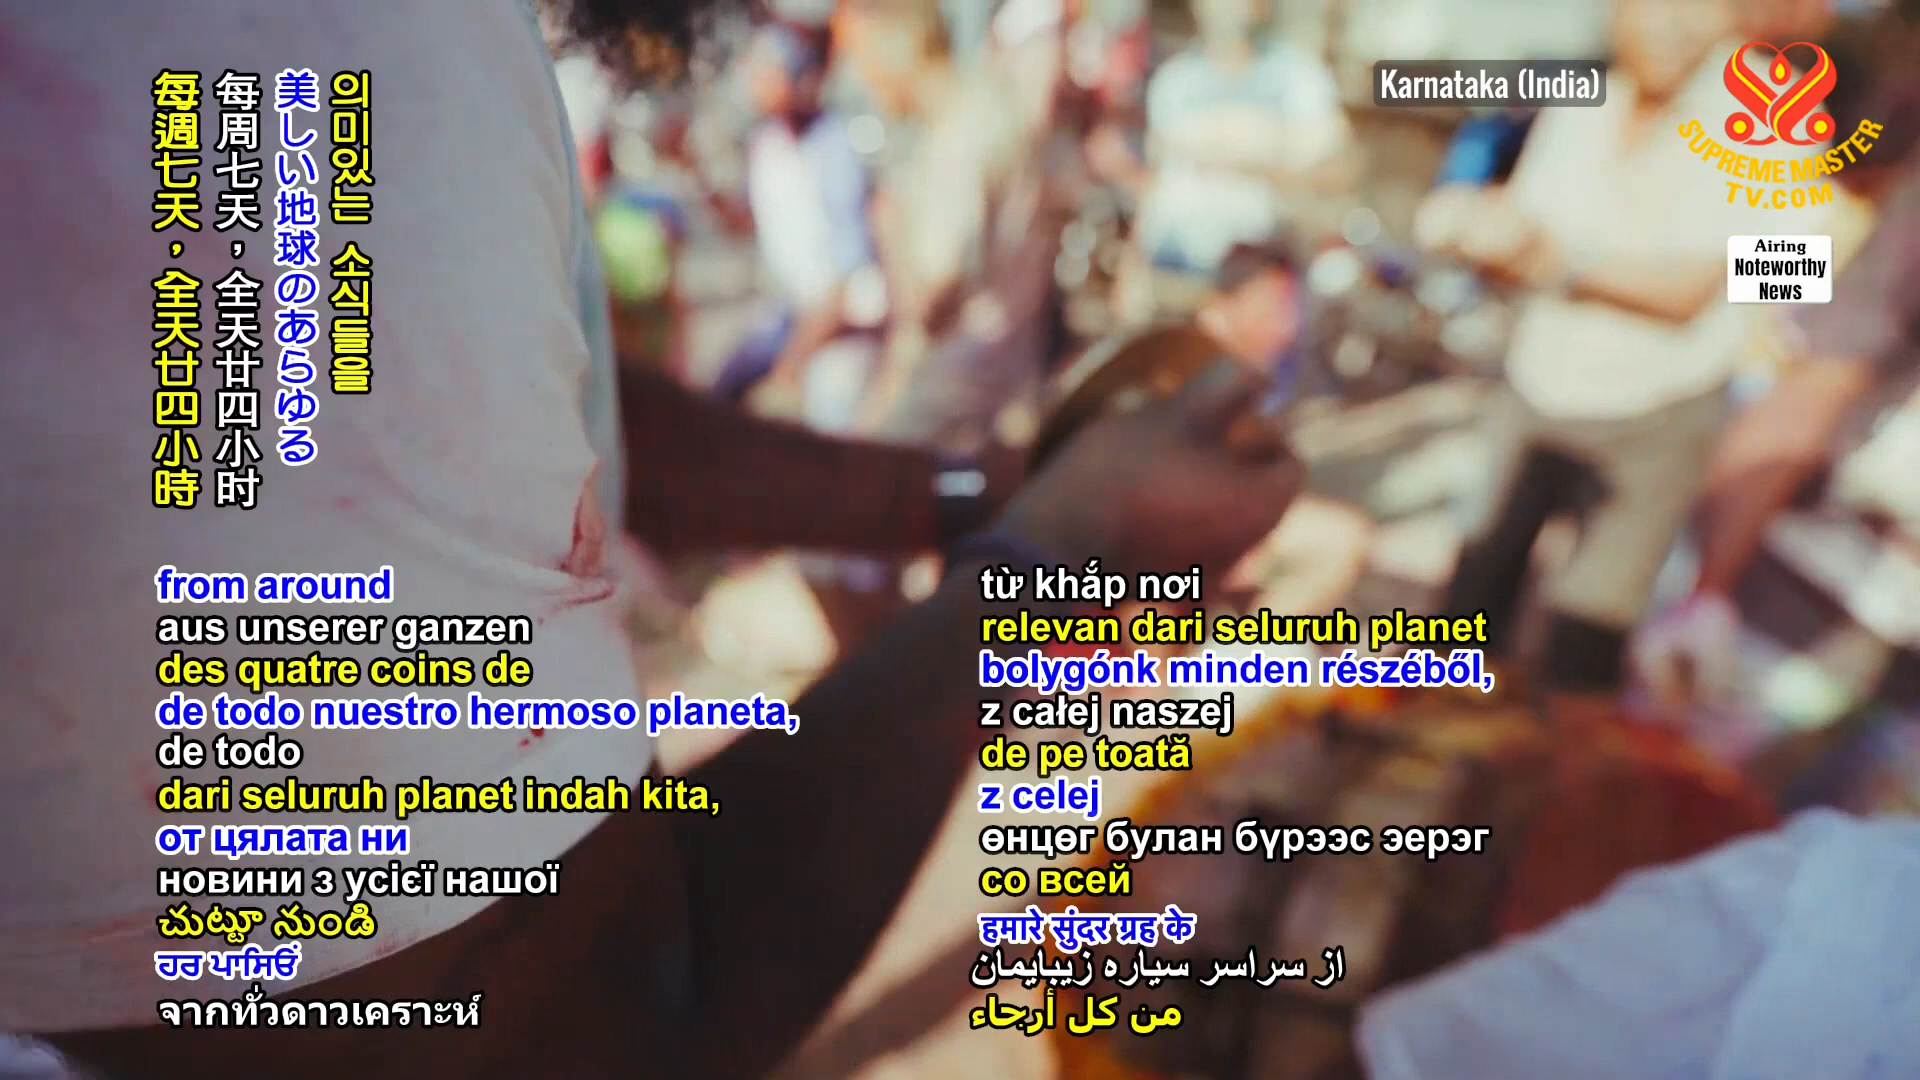 每週七天，全天廿四小時
每周七天，全天廿四小时
美しい地球のあらゆる
의미있는 소식들을
Karnataka (India)
SUPREME MASTER
TV.COM
Airing
Noteworthy
News
from around
aus unserer ganzen
des quatre coins de
de todo nuestro hermoso planeta,
de todo
dari seluruh planet indah kita,
от цялата ни
новини з усієї нашої
చుట్టూ నుండి
ਹਰ ਪਾਸਿਓਂ
จากทั่วดาวเคราะห์
từ khắp nơi
relevan dari seluruh planet
bolygónk minden részéből,
z całej naszej
de pe toată
z celej
өнцөг булан бүрээс эерэг
со всей
हमारे सुंदर ग्रह के
از سراسر سیاره زیبایمان
من كل أرجاء